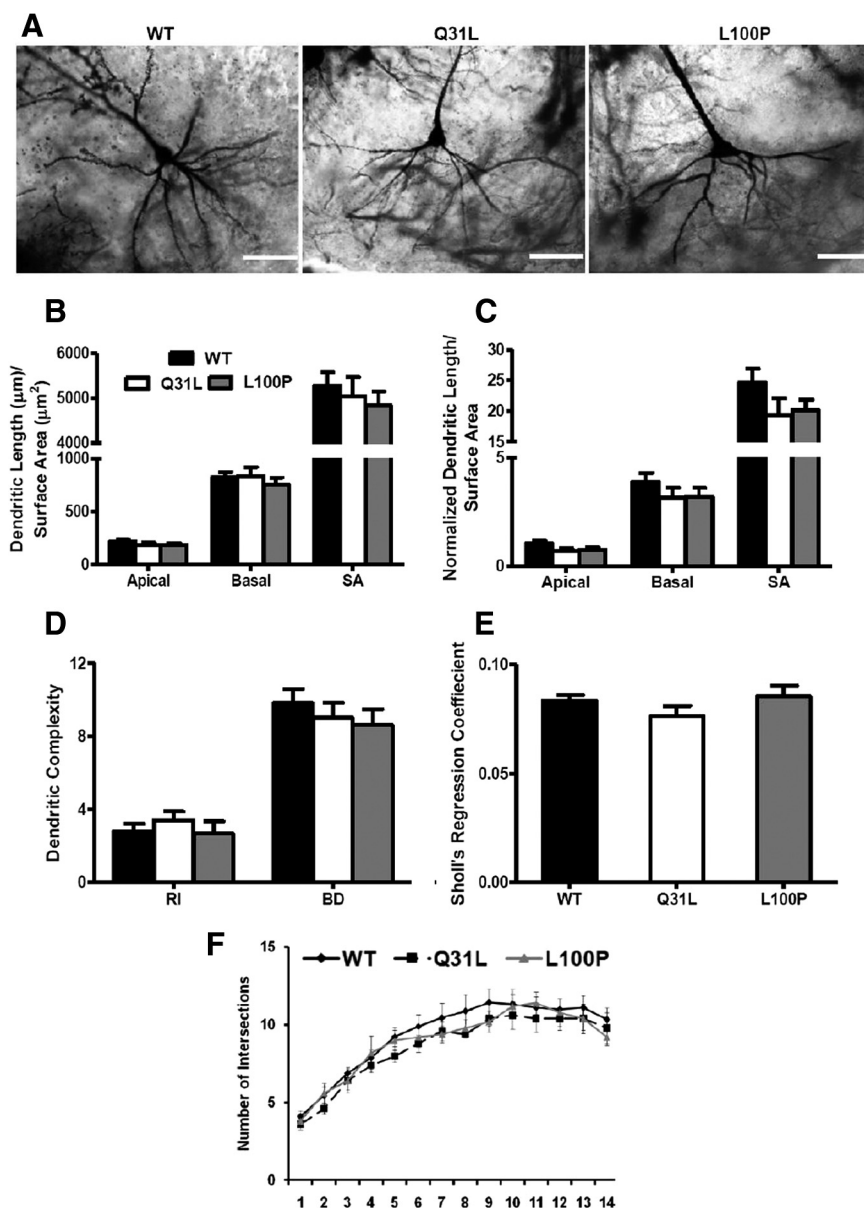 A
WT
Q31L
L100P
B
Dendritic Length (µm)/
Surface Area (µm²)
6000
5000
4000
1000
500
0
WT
Q31L
L100P
Apical
Basal
SA
C
Normalized Dendritic Length/
Surface Area
30
25
20
15
10
5
0
Apical
Basal
SA
D
Dendritic Complexity
12
8
4
0
RI
BD
E
Sholl's Regression Coeffiecient
0.10
0.05
0.00
WT
Q31L
L100P
F
Number of Intersections
15
10
5
0
WT
Q31L
L100P
1 2 3 4 5 6 7 8 9 10 11 12 13 14